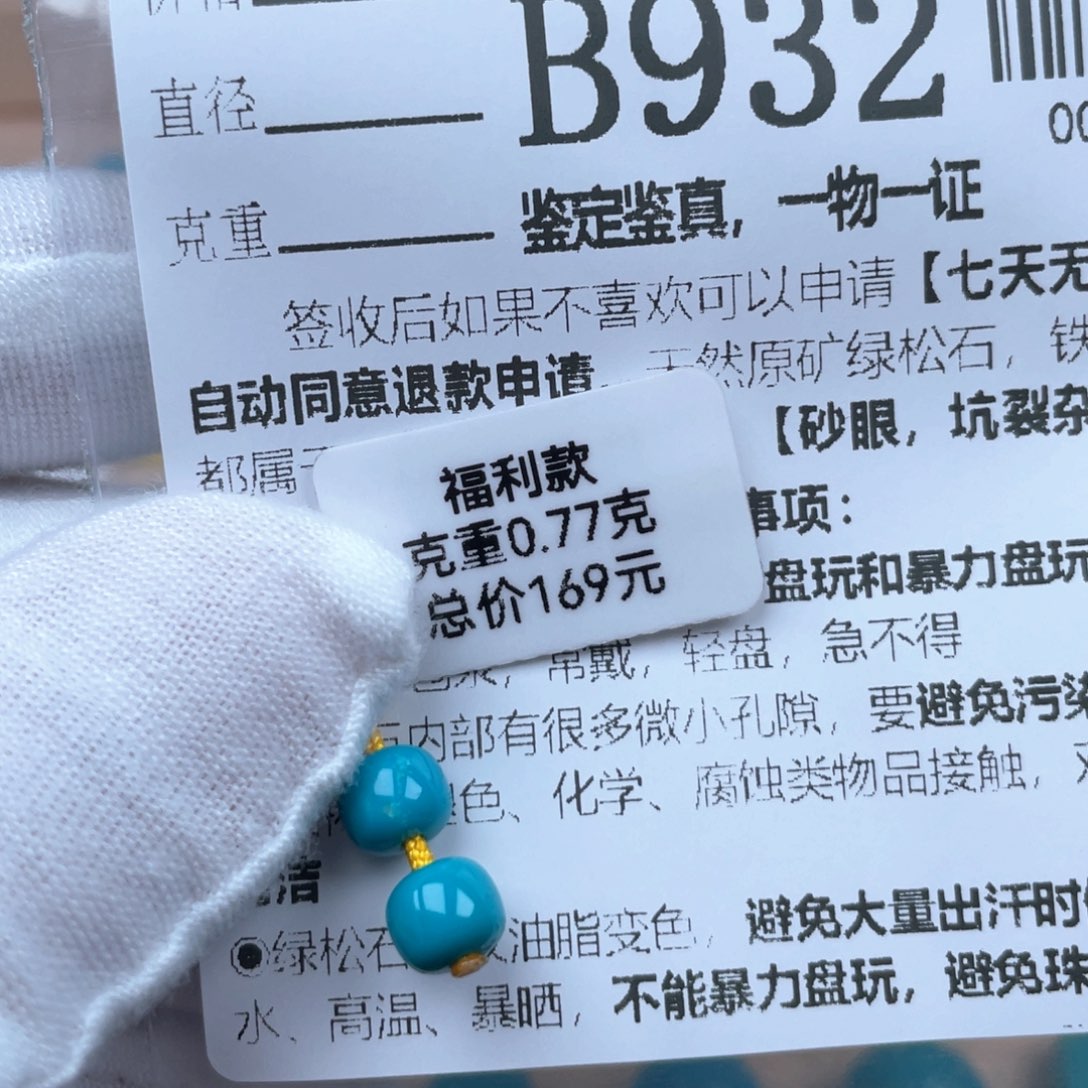 B932
直径
克重
鉴定鉴真，一物一证
签收后如果不喜欢可以申请【七天无
自动同意退款申请
天然原矿绿松石，铁
都属于
【砂眼，坑裂杂
福利款
克重0.77克
总价169元
事项：
盘玩和暴力盘玩
常戴，轻盘，急不得
内部有很多微小孔隙，要避免污染
色、化学、腐蚀类物品接触，
洁
◉绿松石
油脂变色，避免大量出汗时
水、高温、暴晒，不能暴力盘玩，避免珠